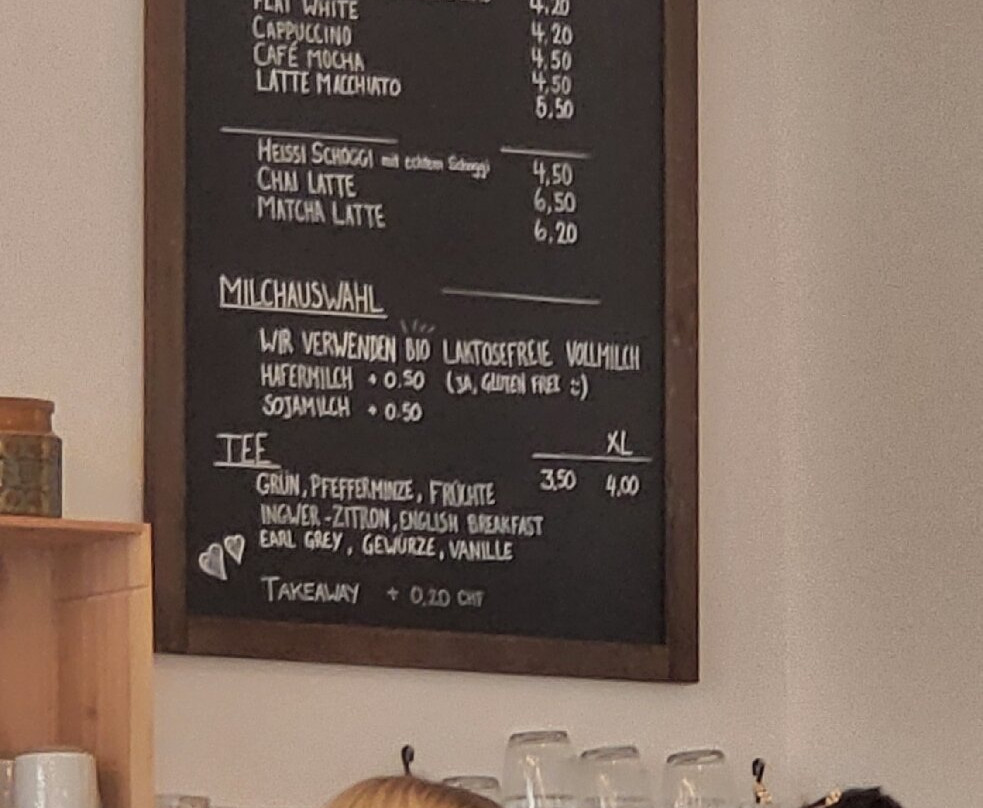 FLAT WHITE 4,20
CAPPUCCINO 4,20
CAFÉ MOCHA 4,50
LATTE MACCHIATO 4,50
5,50
HEISSI SCHOGGI mit echtem Schoggi 4,50
CHAI LATTE 6,50
MATCHA LATTE 6,20
MILCHAUSWAHL
WIR VERWENDEN BIO LAKTOSEFREIE VOLLMILCH
HAFERMILCH + 0.50 (JA, GLUTEN FREI :)
SOJAMILCH + 0.50
TEE XL
GRÜN, PFEFFERMINZE, FRÜCHTE 3,50 4,00
INGWER-ZITRON, ENGLISH BREAKFAST
EARL GREY, GEWÜRZE, VANILLE
TAKEAWAY + 0,20 CHF